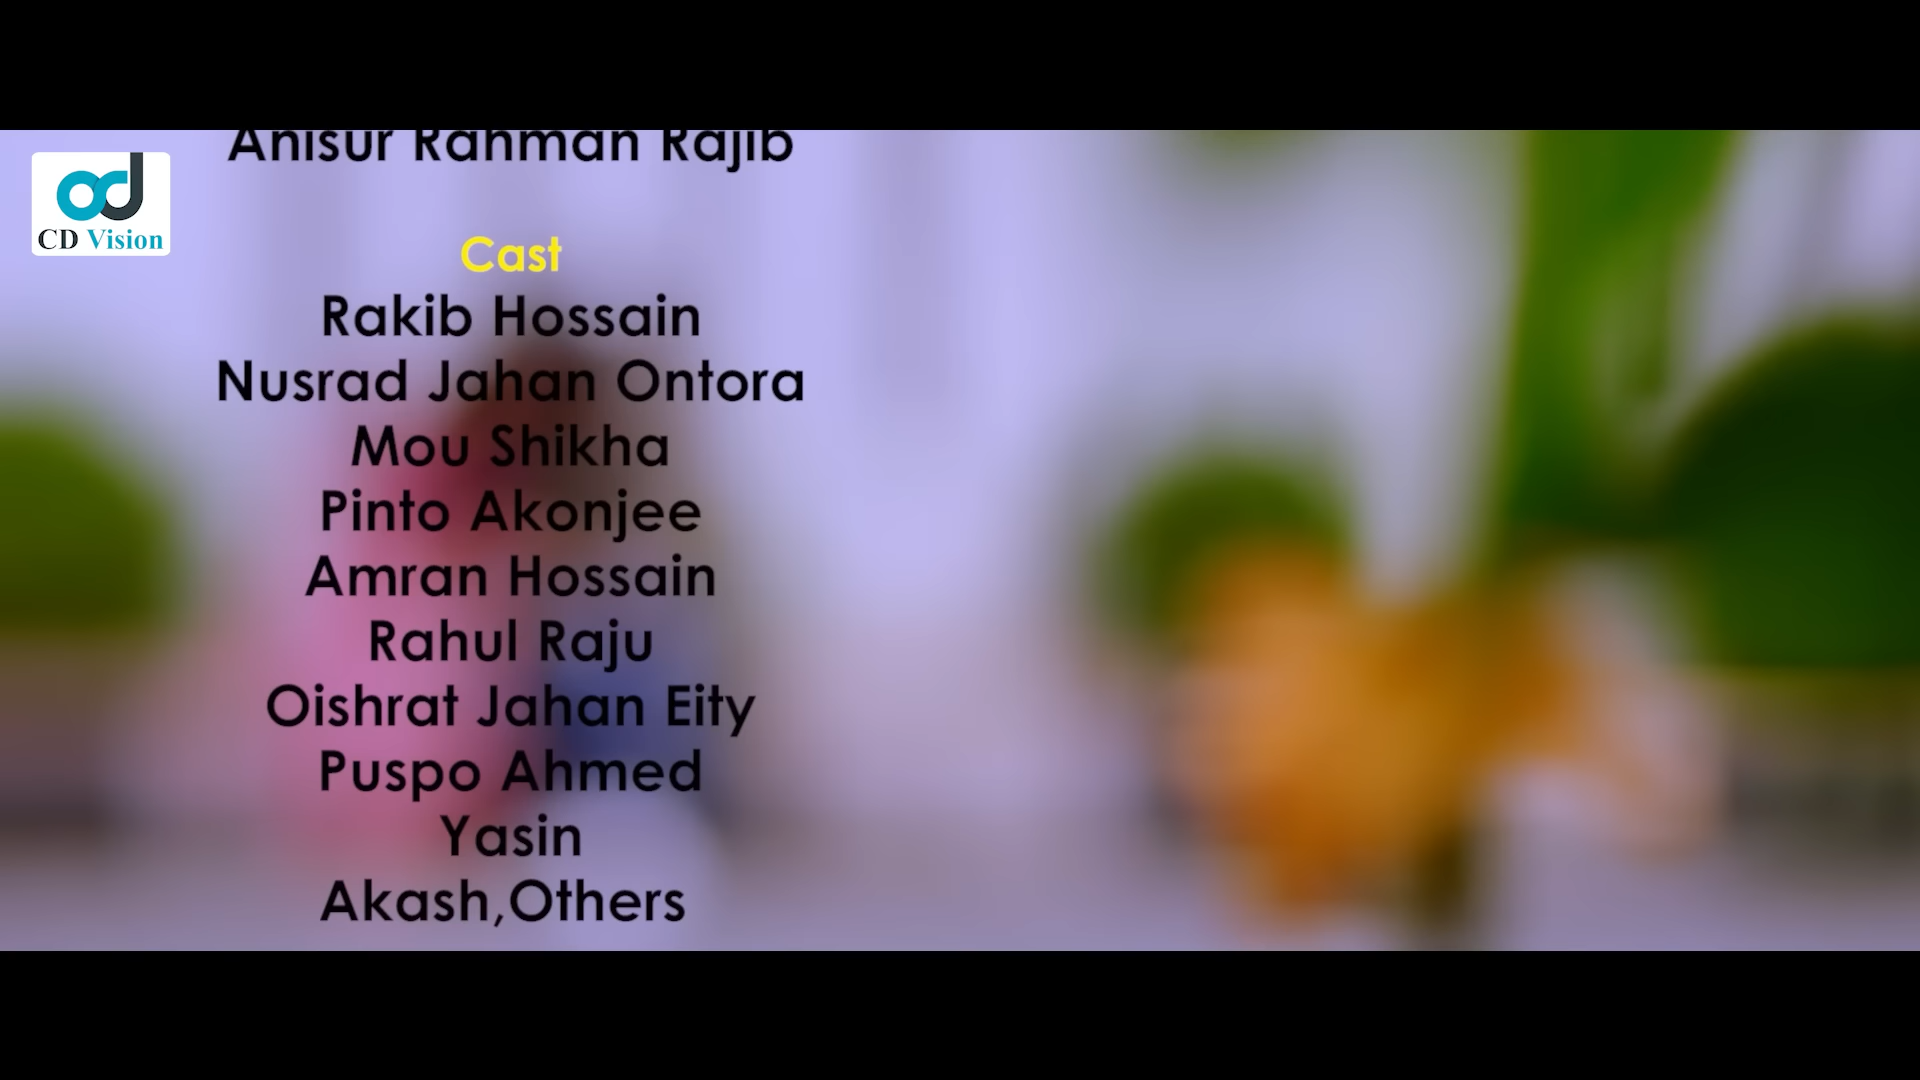 Anisur Rahman Rajib
CD Vision
Cast
Rakib Hossain
Nusrad Jahan Ontora
Mou Shikha
Pinto Akonjee
Amran Hossain
Rahul Raju
Oishrat Jahan Eity
Puspo Ahmed
Yasin
Akash,Others